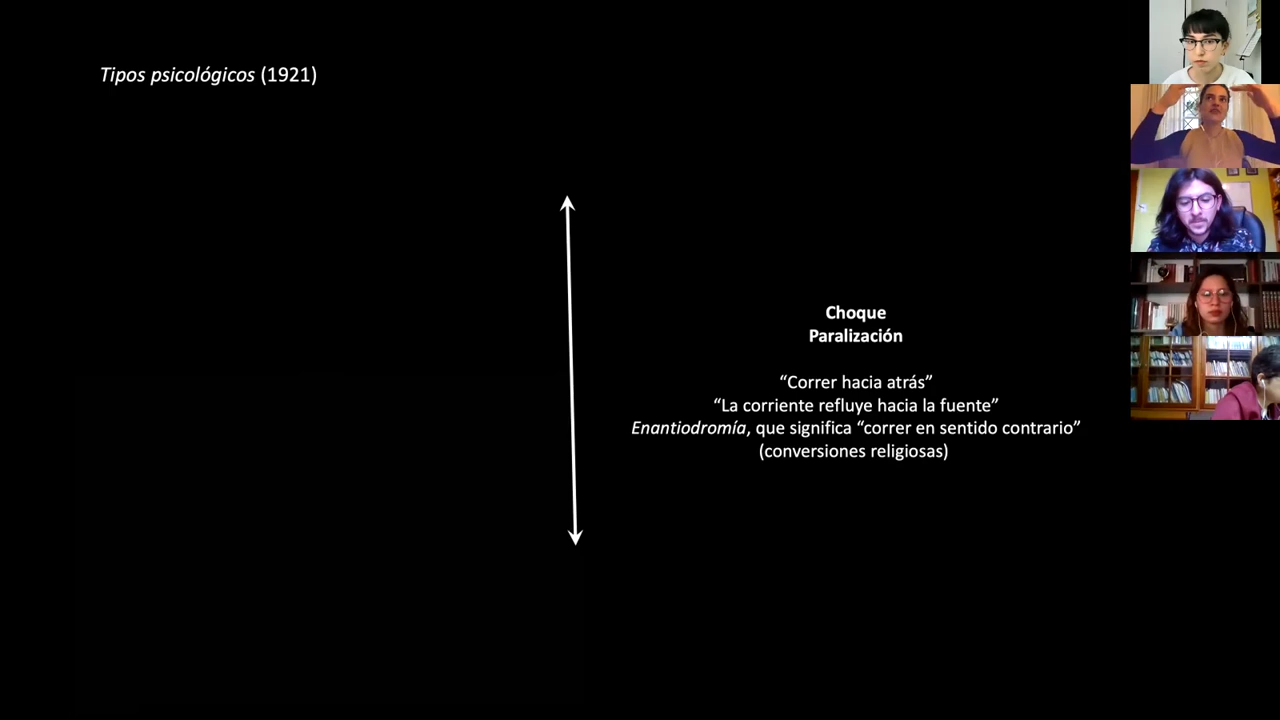 Tipos psicológicos (1921)
Choque
Paralización
“Correr hacia atrás”
“La corriente refluye hacia la fuente”
Enantiodromía, que significa “correr en sentido contrario”
(conversiones religiosas)